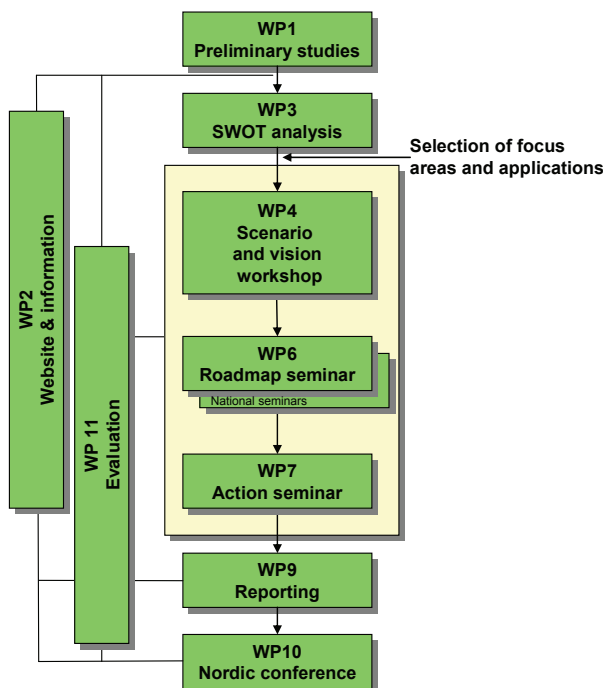 WP1
Preliminary studies
WP3
SWOT analysis
Selection of focus
areas and applications
WP4
Scenario
and vision
workshop
WP2
Website & information
WP 11
Evaluation
WP6
Roadmap seminar
National seminars
WP7
Action seminar
WP9
Reporting
WP10
Nordic conference